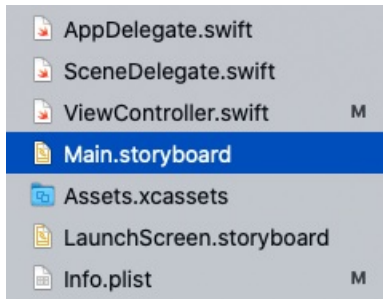 AppDelegate.swift
SceneDelegate.swift
ViewController.swift M
Main.storyboard
Assets.xcassets
LaunchScreen.storyboard
Info.plist M